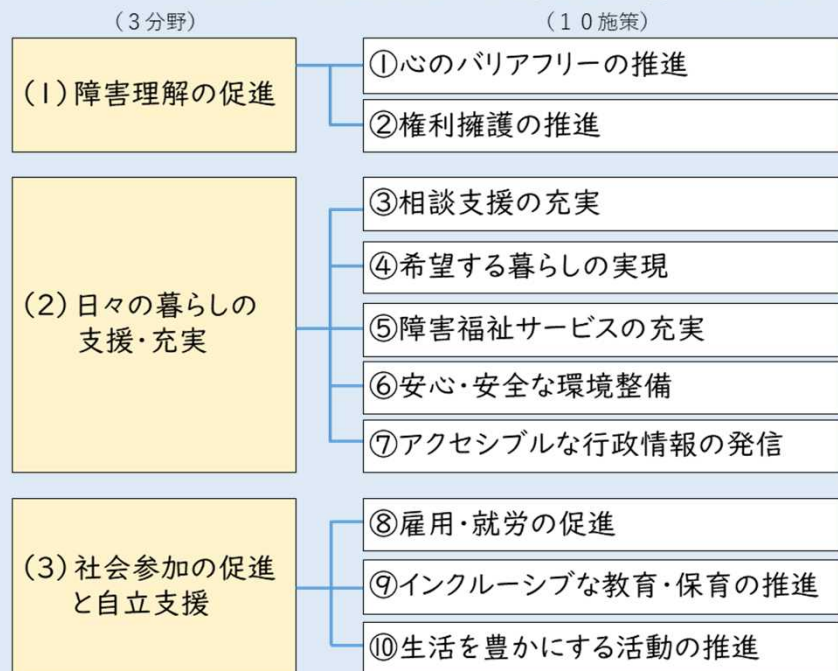 （3分野）
（10施策）
(1)障害理解の促進
①心のバリアフリーの推進
②権利擁護の推進
(2)日々の暮らしの
支援・充実
③相談支援の充実
④希望する暮らしの実現
⑤障害福祉サービスの充実
⑥安心・安全な環境整備
⑦アクセシブルな行政情報の発信
(3)社会参加の促進
と自立支援
⑧雇用・就労の促進
⑨インクルーシブな教育・保育の推進
⑩生活を豊かにする活動の推進